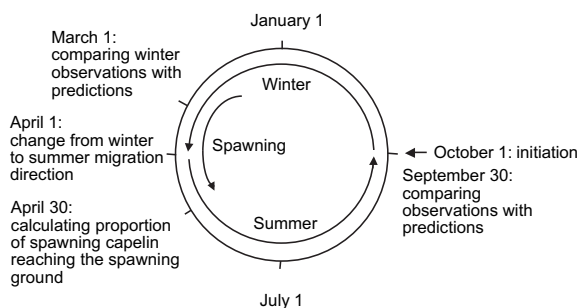 January 1
March 1:
comparing winter
observations with
predictions
Winter
April 1:
change from winter
to summer migration
direction
Spawning
October 1: initiation
September 30:
comparing
observations with
predictions
April 30:
calculating proportion
of spawning capelin
reaching the spawning
ground
Summer
July 1